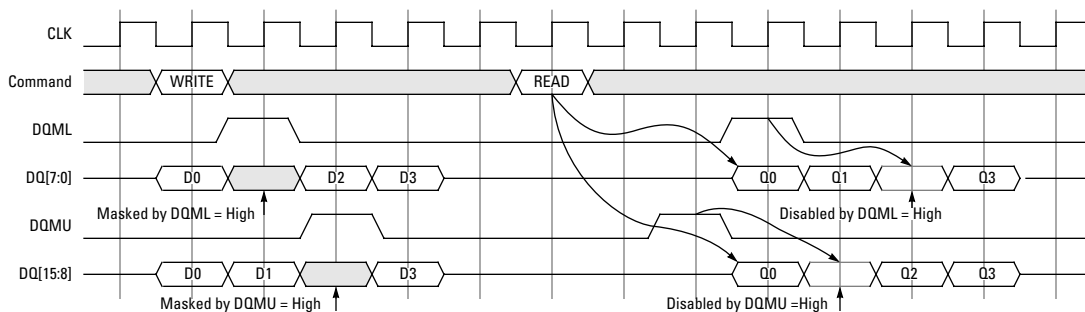 CLK
Command WRITE READ
DQML
DQ[7:0] D0 D2 D3 Q0 Q1 Q3
Masked by DQML = High Disabled by DQML = High
DQMU
DQ[15:8] D0 D1 D3 Q0 Q2 Q3
Masked by DQMU = High Disabled by DQMU =High